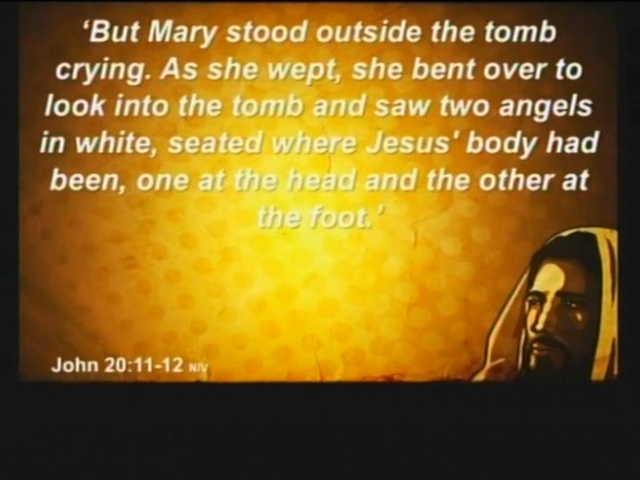 ‘But Mary stood outside the tomb
crying. As she wept, she bent over to
look into the tomb and saw two angels
in white, seated where Jesus' body had
been, one at the head and the other at
the foot.’
John 20:11-12 NIV